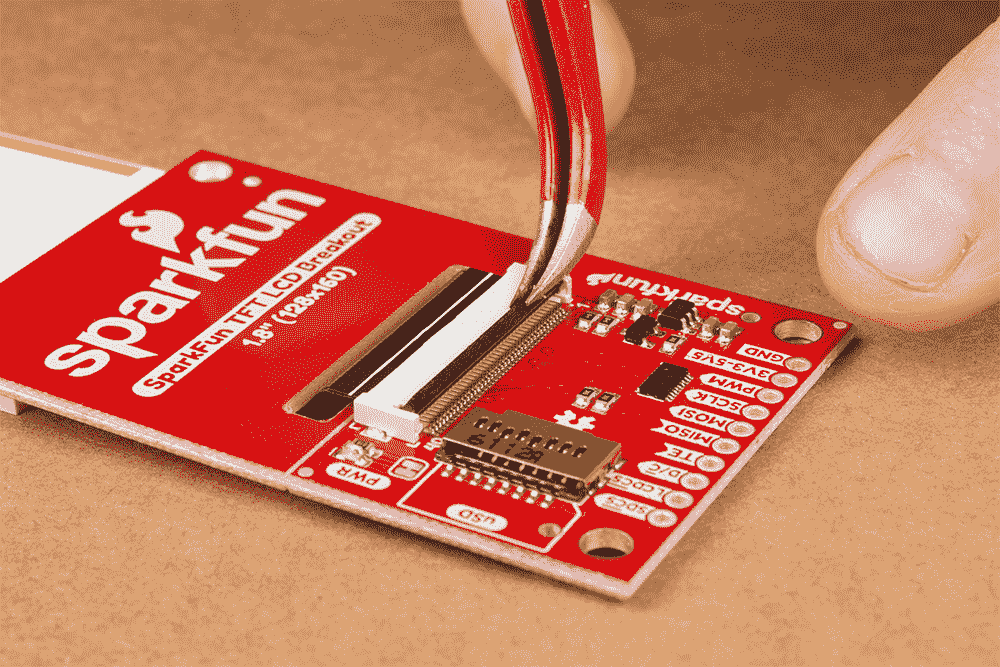 sparkfun
SparkFun TFT LCD Breakout
1.8" (128x160)
sparkfun
GND
3V3-5V5
PWM
SCLK
MOSI
MISO
TE
D/C
LCDCS
SDCS
PWR
µSD